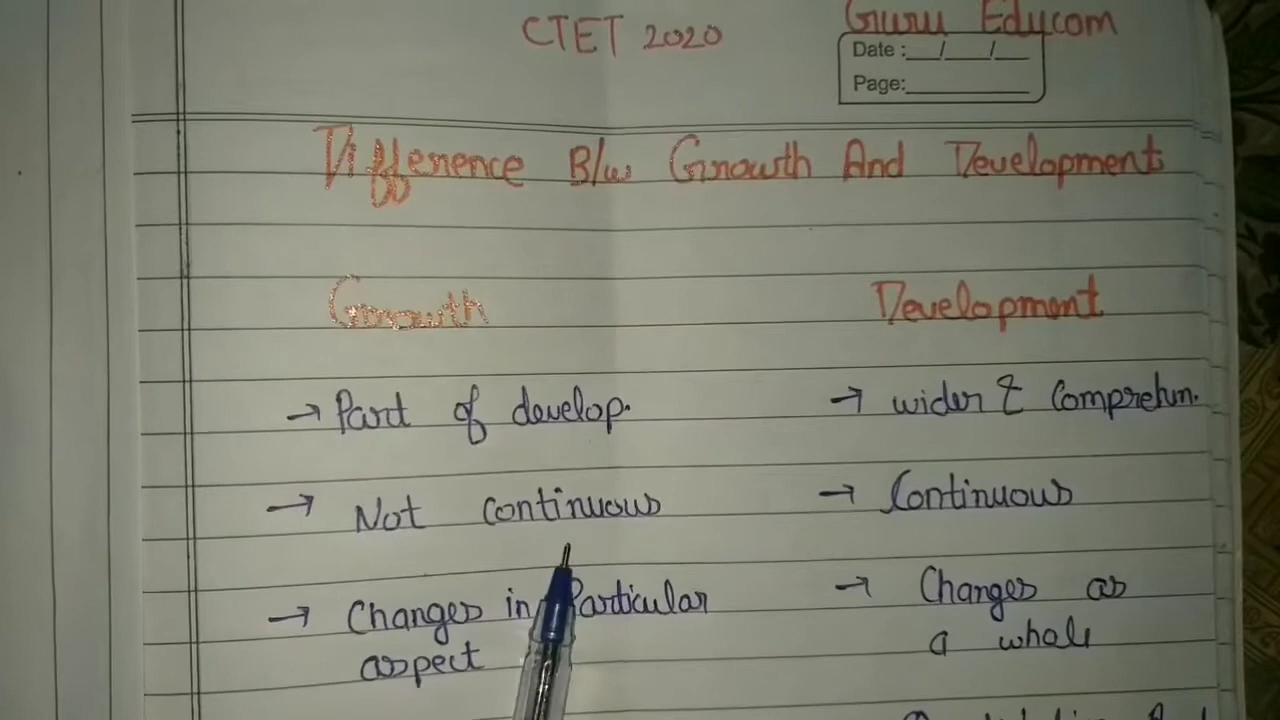 CTET 2020
Guru Edycom
Date : __/__/__
Page: ________
Difference B/w Growth And Development
Growth
Development
→ Part of develop.
→ wider & Comprehen.
→ Not continuous
→ Continuous
→ Changes in Particular
aspect
→ Changes as
a whole